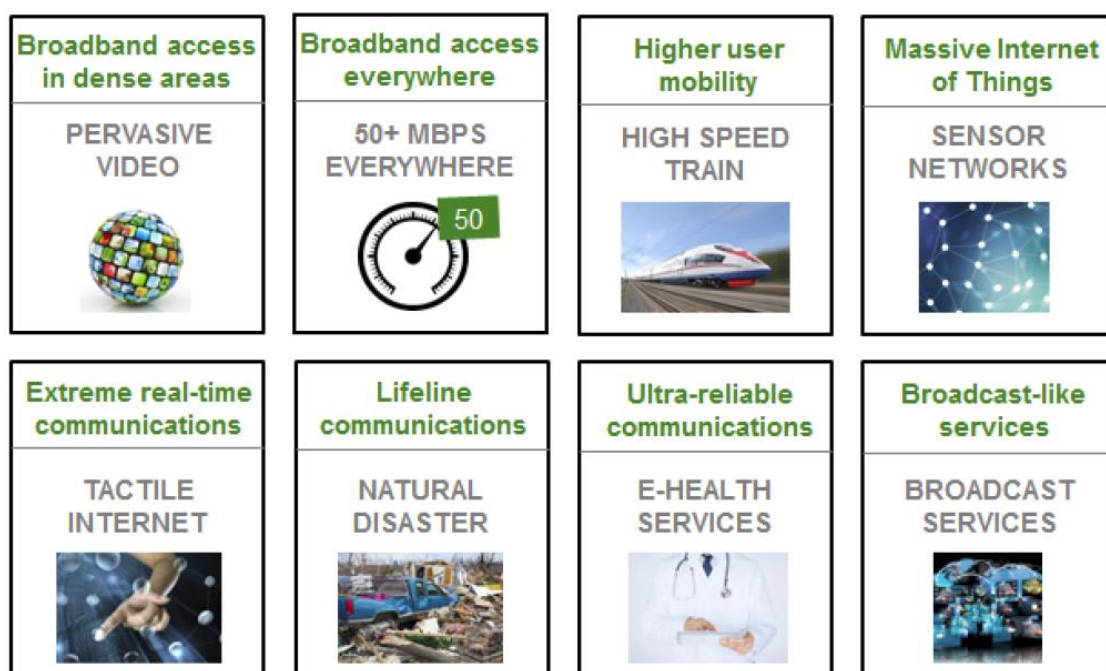 Broadband access
in dense areas
PERVASIVE
VIDEO
Broadband access
everywhere
50+ MBPS
EVERYWHERE
50
Higher user
mobility
HIGH SPEED
TRAIN
Massive Internet
of Things
SENSOR
NETWORKS
Extreme real-time
communications
TACTILE
INTERNET
Lifeline
communications
NATURAL
DISASTER
Ultra-reliable
communications
E-HEALTH
SERVICES
Broadcast-like
services
BROADCAST
SERVICES